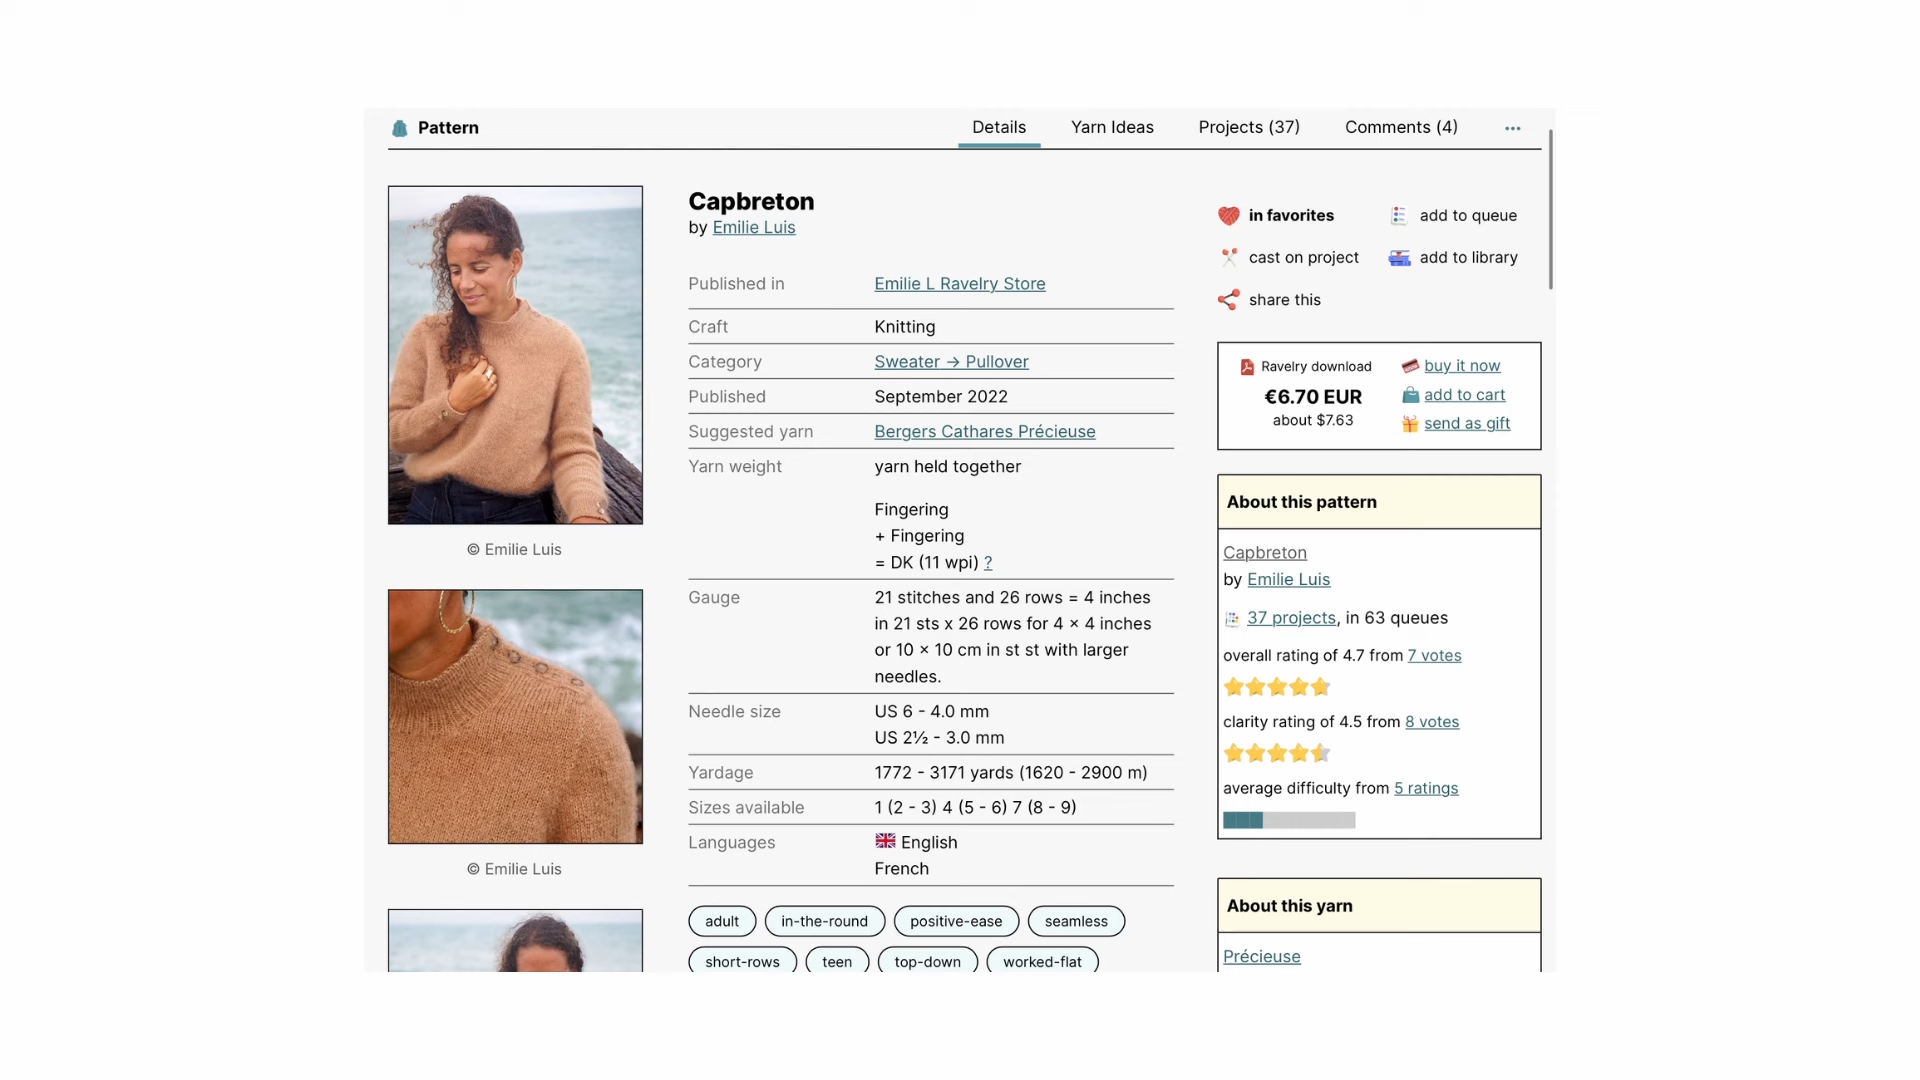 Pattern
Details
Yarn Ideas
Projects (37)
Comments (4)
© Emilie Luis
© Emilie Luis
Capbreton
by Emilie Luis
Published in Emilie L Ravelry Store
Craft Knitting
Category Sweater → Pullover
Published September 2022
Suggested yarn Bergers Cathares Précieuse
Yarn weight yarn held together
Fingering
+ Fingering
= DK (11 wpi) ?
Gauge 21 stitches and 26 rows = 4 inches
in 21 sts x 26 rows for 4 × 4 inches
or 10 × 10 cm in st st with larger
needles.
Needle size US 6 - 4.0 mm
US 2½ - 3.0 mm
Yardage 1772 - 3171 yards (1620 - 2900 m)
Sizes available 1 (2 - 3) 4 (5 - 6) 7 (8 - 9)
Languages English
French
adult in-the-round positive-ease seamless
short-rows teen top-down worked-flat
in favorites add to queue
cast on project add to library
share this
Ravelry download
€6.70 EUR
about $7.63
buy it now
add to cart
send as gift
About this pattern
Capbreton
by Emilie Luis
37 projects, in 63 queues
overall rating of 4.7 from 7 votes
clarity rating of 4.5 from 8 votes
average difficulty from 5 ratings
About this yarn
Précieuse